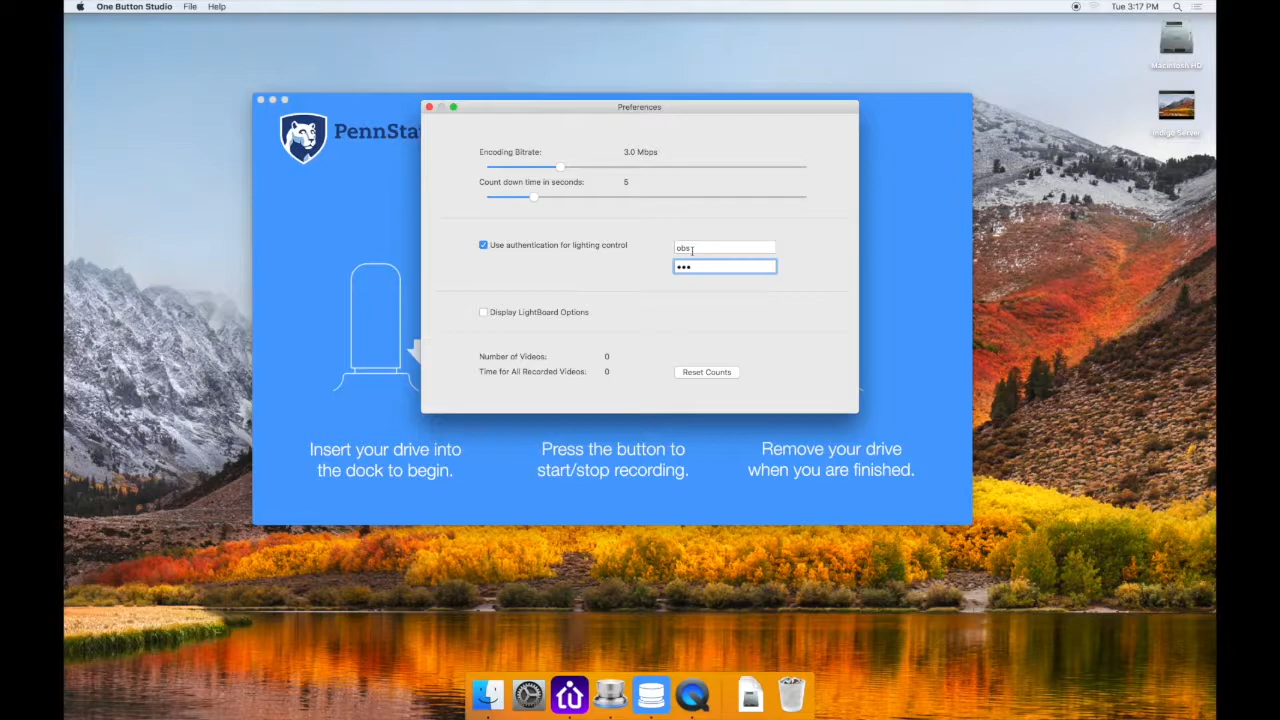 One Button Studio File Help
Tue 3:17 PM
Macintosh HD
Indigo Server
Preferences
PennSta
Encoding Bitrate: 3.0 Mbps
Count down time in seconds: 5
Use authentication for lighting control
obs
Display LightBoard Options
Number of Videos: 0
Time for All Recorded Videos: 0
Reset Counts
Insert your drive into
the dock to begin.
Press the button to
start/stop recording.
Remove your drive
when you are finished.